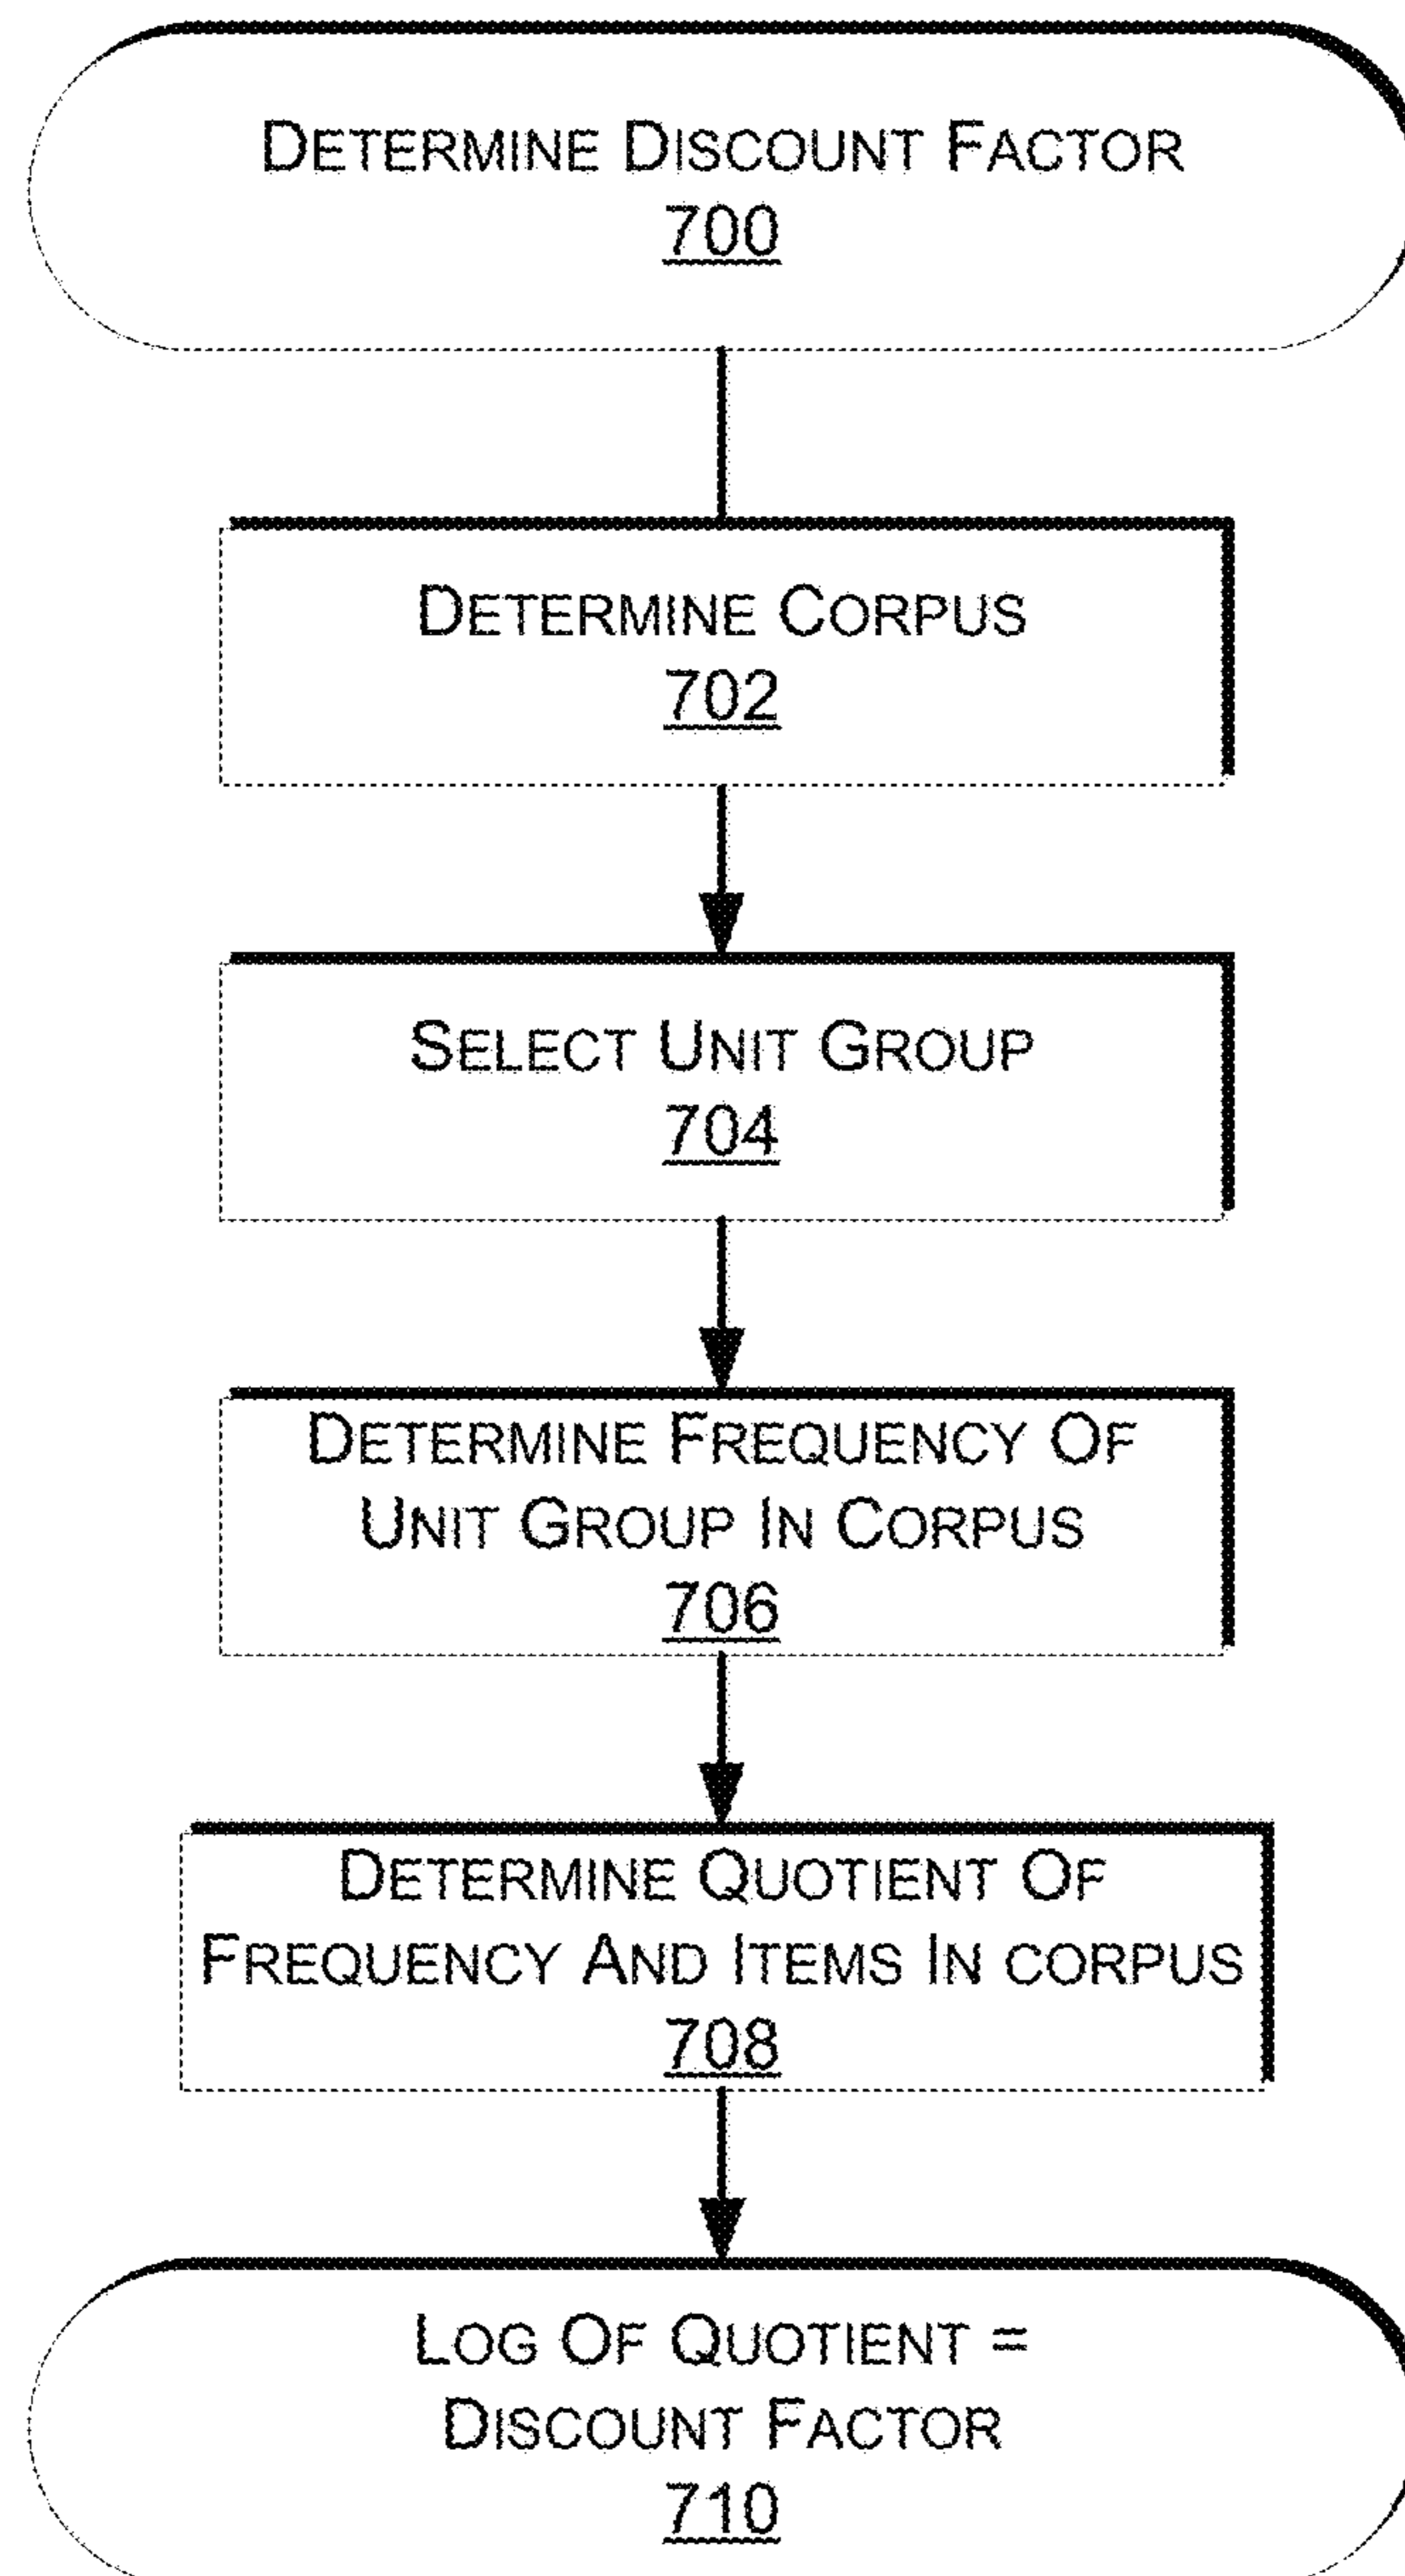 DETERMINE DISCOUNT FACTOR
700
DETERMINE CORPUS
702
SELECT UNIT GROUP
704
DETERMINE FREQUENCY OF
UNIT GROUP IN CORPUS
706
DETERMINE QUOTIENT OF
FREQUENCY AND ITEMS IN CORPUS
708
LOG OF QUOTIENT =
DISCOUNT FACTOR
710